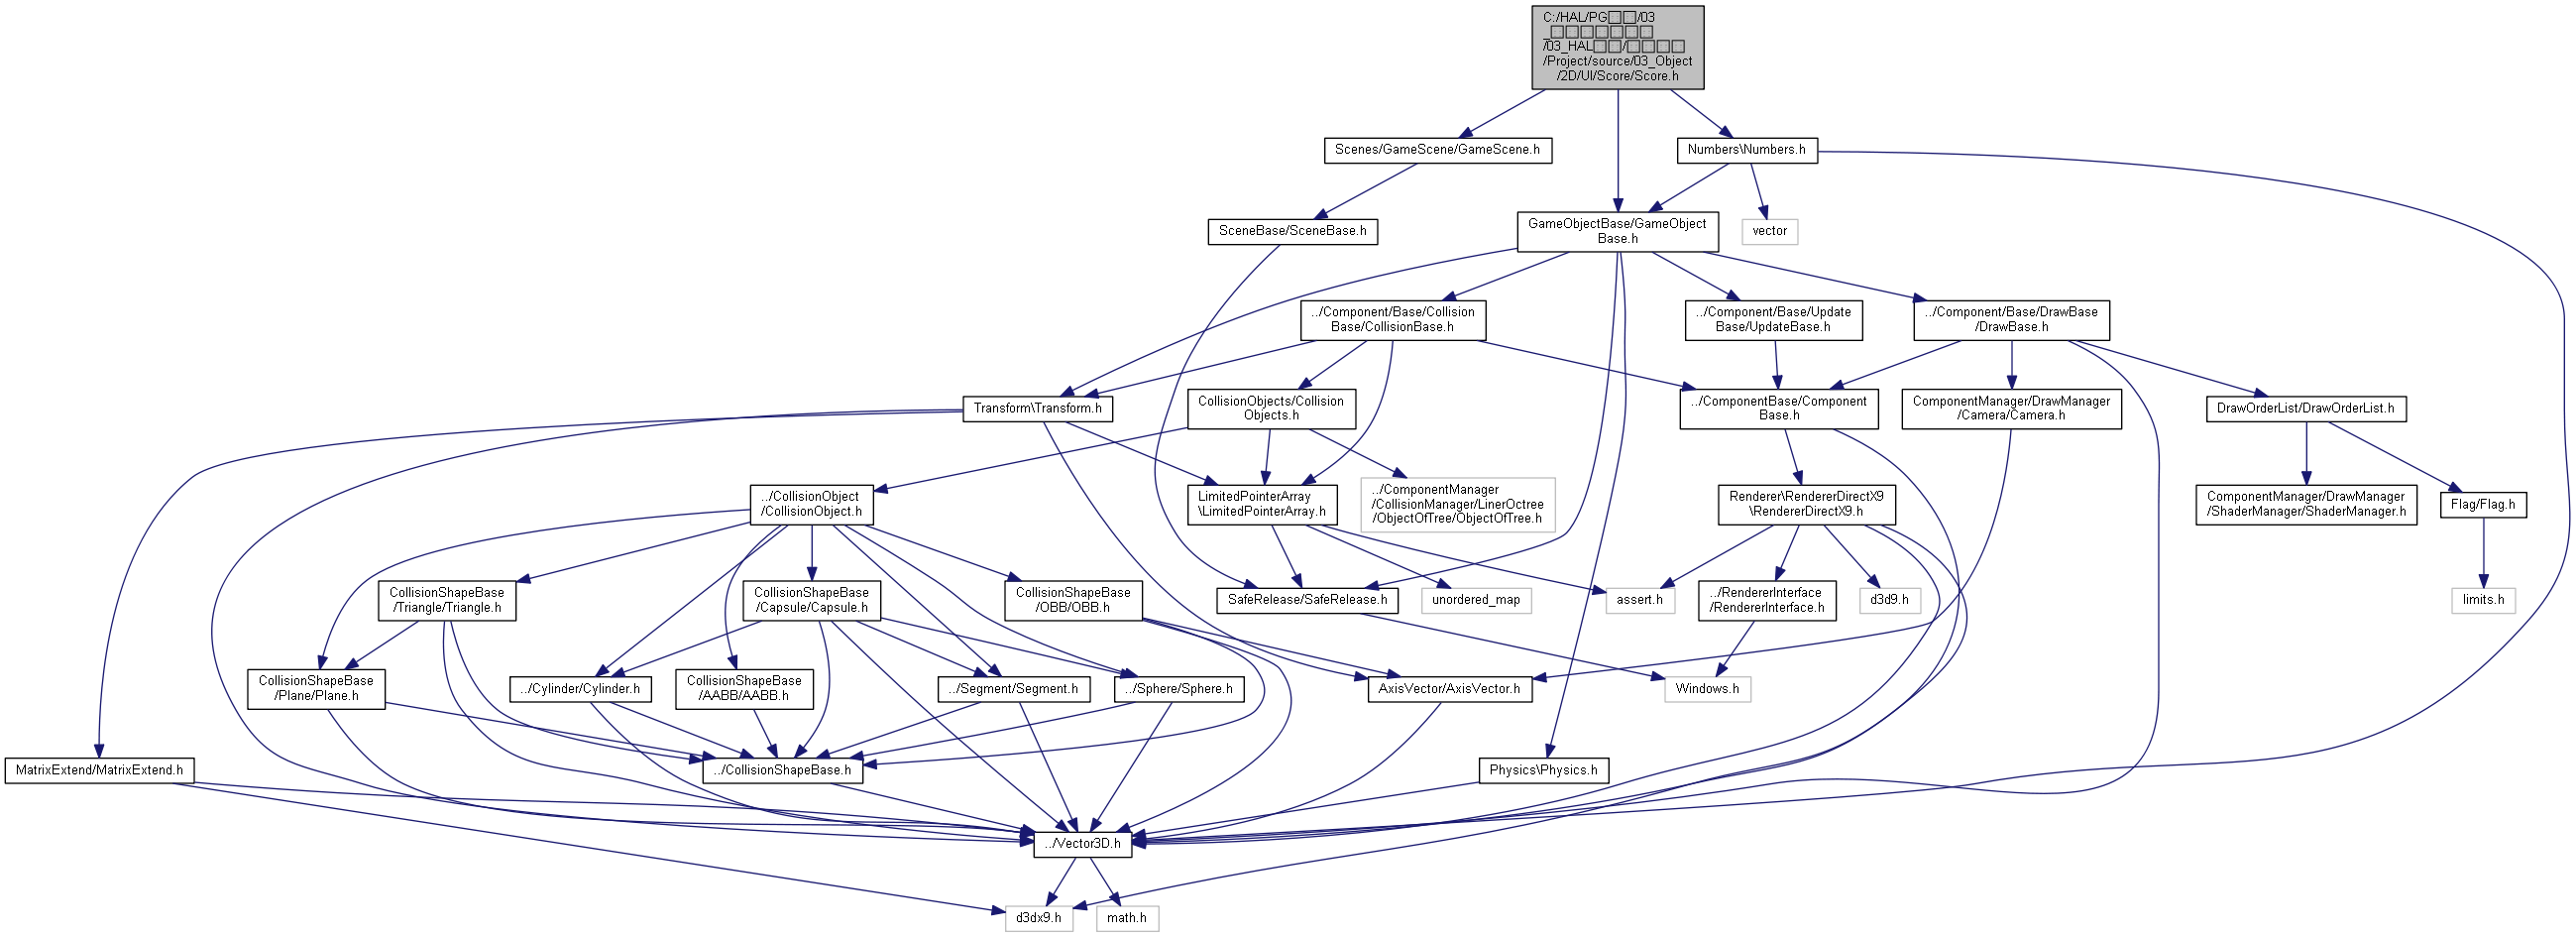 C:/HAL/PG□□/03
_□□□□□□□
/03_HAL□□/□□□□
/Project/source/03_Object
/2D/UI/Score/Score.h
Scenes/GameScene/GameScene.h
Numbers\Numbers.h
SceneBase/SceneBase.h
GameObjectBase/GameObject
Base.h
vector
../Component/Base/Collision
Base/CollisionBase.h
../Component/Base/Update
Base/UpdateBase.h
../Component/Base/DrawBase
/DrawBase.h
Transform\Transform.h
CollisionObjects/Collision
Objects.h
../ComponentBase/Component
Base.h
ComponentManager/DrawManager
/Camera/Camera.h
DrawOrderList/DrawOrderList.h
../CollisionObject
/CollisionObject.h
LimitedPointerArray
\LimitedPointerArray.h
../ComponentManager
/CollisionManager/LinerOctree
/ObjectOfTree/ObjectOfTree.h
Renderer\RendererDirectX9
\RendererDirectX9.h
ComponentManager/DrawManager
/ShaderManager/ShaderManager.h
Flag/Flag.h
CollisionShapeBase
/Triangle/Triangle.h
CollisionShapeBase
/Capsule/Capsule.h
CollisionShapeBase
/OBB/OBB.h
SafeRelease/SafeRelease.h
unordered_map
assert.h
../RendererInterface
/RendererInterface.h
d3d9.h
limits.h
CollisionShapeBase
/Plane/Plane.h
../Cylinder/Cylinder.h
CollisionShapeBase
/AABB/AABB.h
../Segment/Segment.h
../Sphere/Sphere.h
AxisVector/AxisVector.h
Windows.h
MatrixExtend/MatrixExtend.h
../CollisionShapeBase.h
Physics\Physics.h
../Vector3D.h
d3dx9.h
math.h